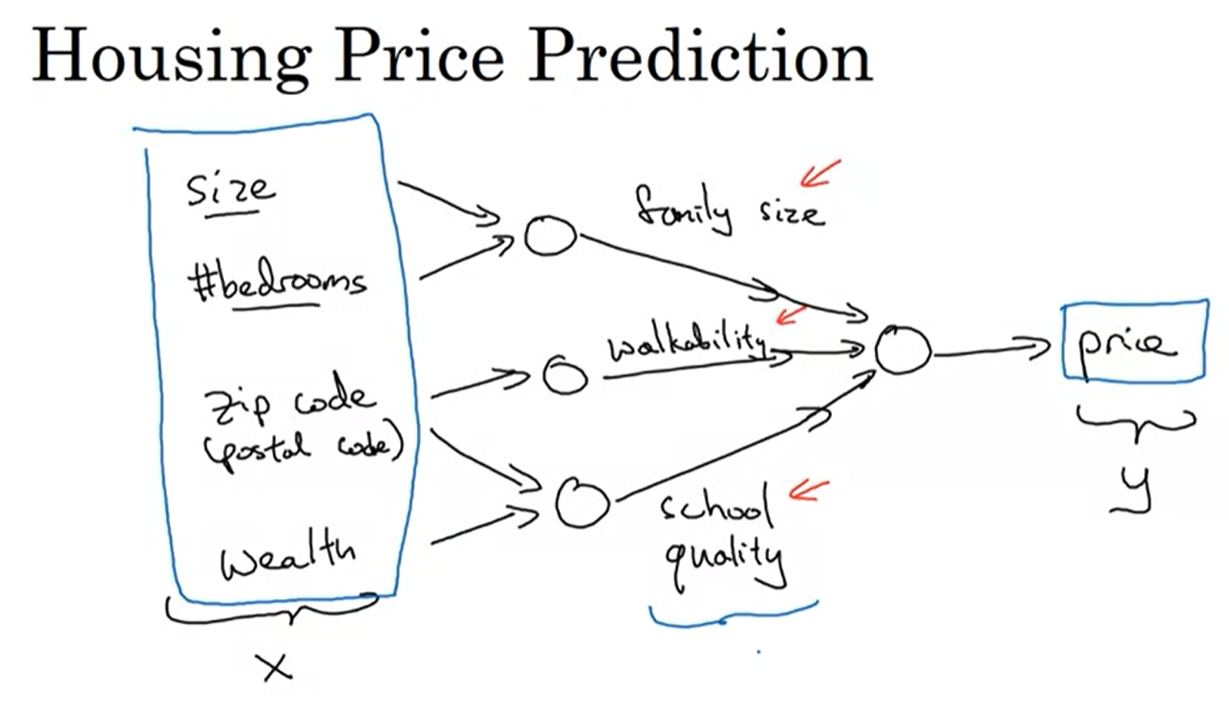 Housing Price Prediction
size
#bedrooms
zip code
(postal code)
wealth
x
family size
walkability
school
quality
price
y